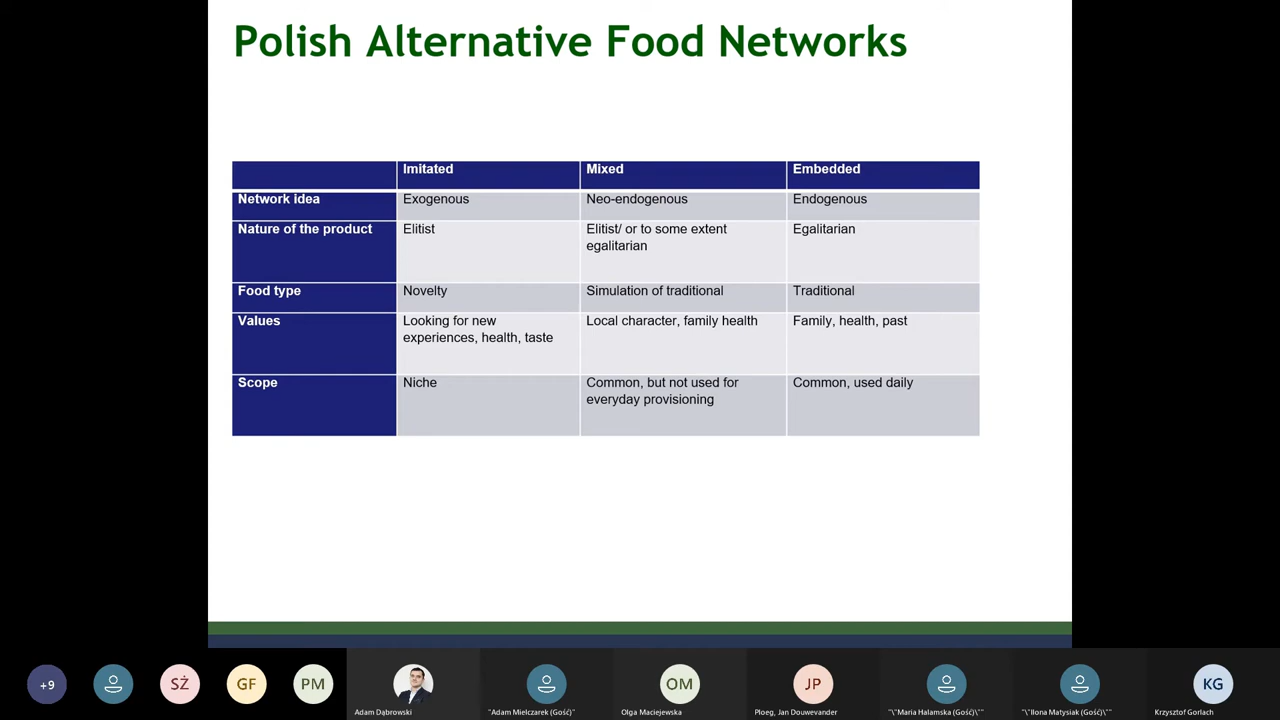 Polish Alternative Food Networks
Imitated Mixed Embedded
Network idea Exogenous Neo-endogenous Endogenous
Nature of the product Elitist Elitist/ or to some extent Egalitarian
egalitarian
Food type Novelty Simulation of traditional Traditional
Values Looking for new Local character, family health Family, health, past
experiences, health, taste
Scope Niche Common, but not used for Common, used daily
everyday provisioning
+9 SŻ GF PM OM JP KG
Adam Dąbrowski "Adam Mielczarek (Gość)" Olga Maciejewska Ploeg, Jan Douwevander "\"Maria Halamska (Gość)\"" "\"Ilona Matysiak (Gość)\"" Krzysztof Gorlach